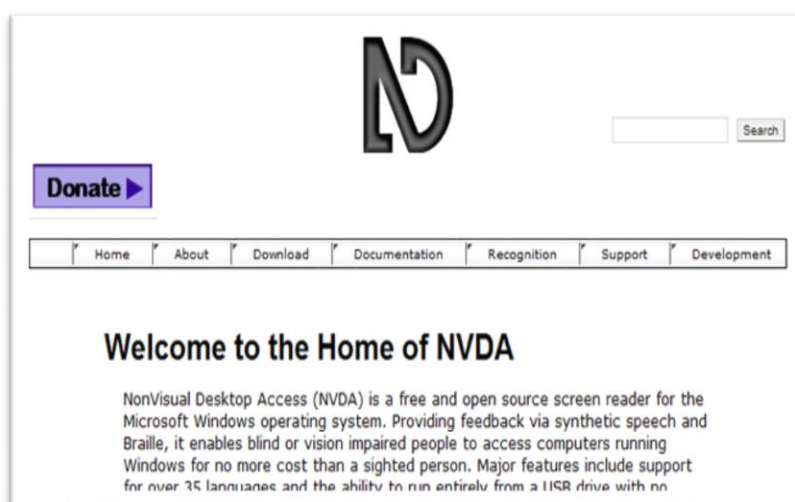 Search
Donate
Home About Download Documentation Recognition Support Development
Welcome to the Home of NVDA
NonVisual Desktop Access (NVDA) is a free and open source screen reader for the
Microsoft Windows operating system. Providing feedback via synthetic speech and
Braille, it enables blind or vision impaired people to access computers running
Windows for no more cost than a sighted person. Major features include support
for over 35 languages and the ability to run entirely from a USB drive with no